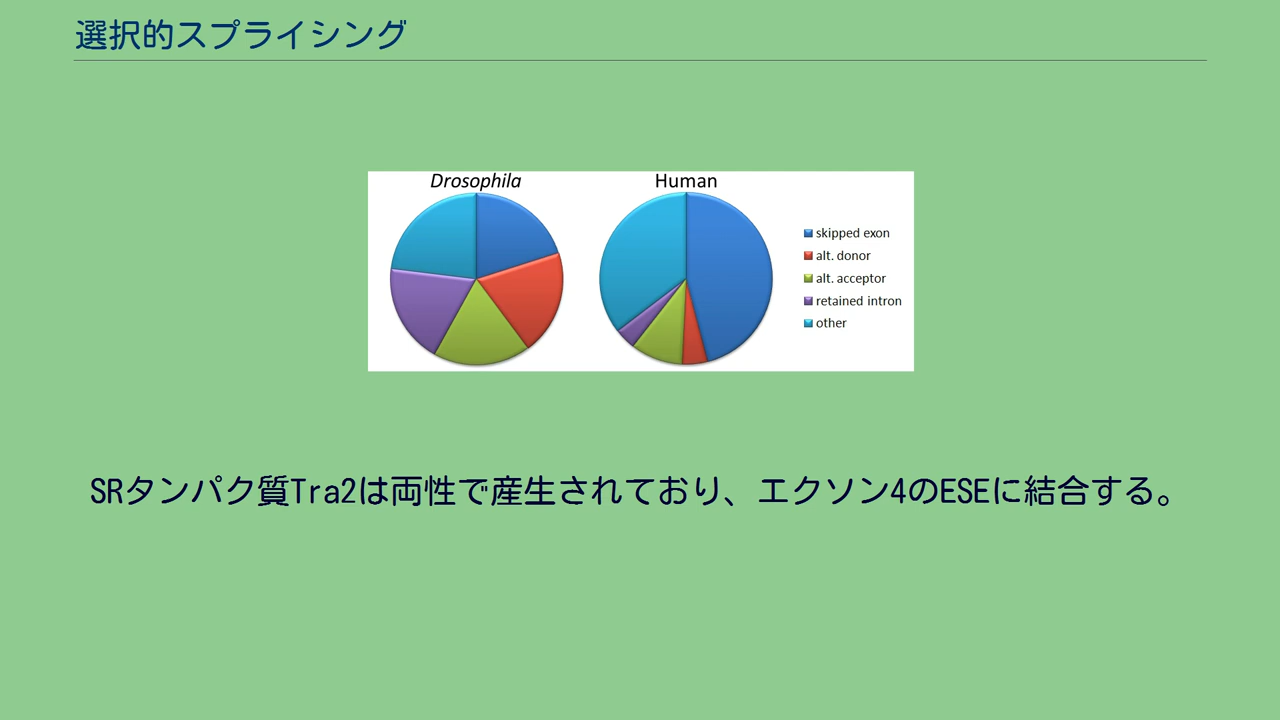 選択的スプライシング
Drosophila
Human
skipped exon
alt. donor
alt. acceptor
retained intron
other
SRタンパク質Tra2は両性で産生されており、エクソン4のESEに結合する。